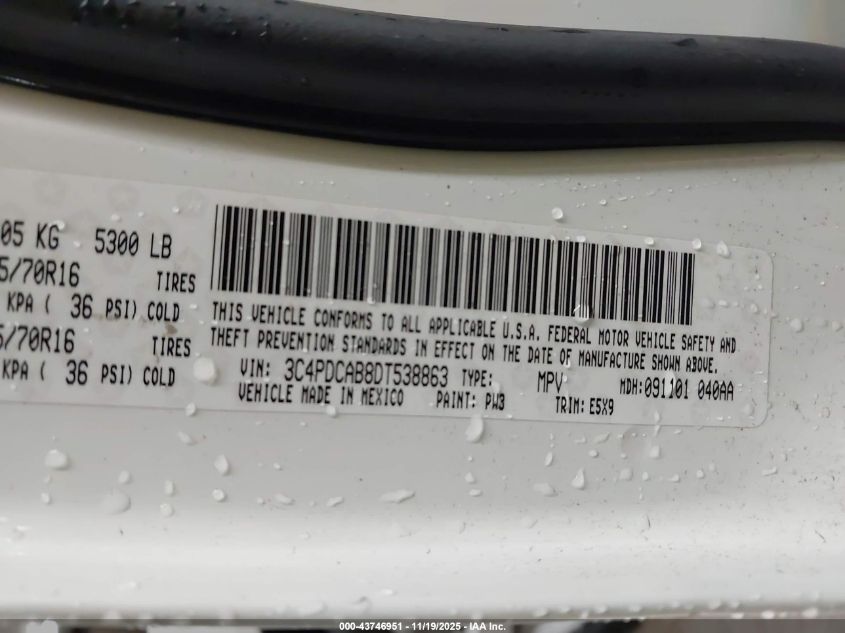 05 KG 5300 LB
5/70R16 TIRES
KPA ( 36 PSI) COLD
5/70R16 TIRES
KPA ( 36 PSI) COLD
THIS VEHICLE CONFORMS TO ALL APPLICABLE U.S.A. FEDERAL MOTOR VEHICLE SAFETY AND
THEFT PREVENTION STANDARDS IN EFFECT ON THE DATE OF MANUFACTURE SHOWN ABOVE.
VIN: 3C4PDCAB8DT538863 TYPE: MPV MDH:091101 040AA
VEHICLE MADE IN MEXICO PAINT: PW3 TRIM: E5X9
000-43746951 - 11/19/2025 - IAA Inc.